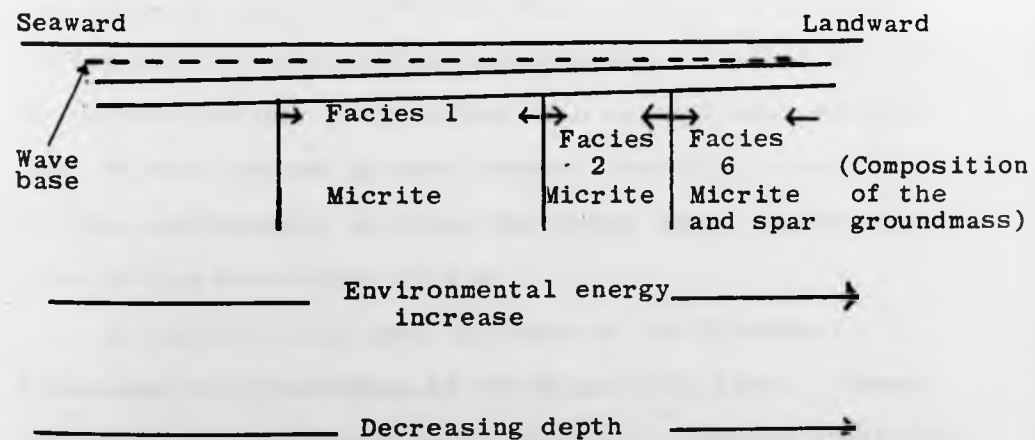 Seaward
Landward
Wave
base
Facies 1
Micrite
Facies
2
Micrite
Facies
6
Micrite
and spar
(Composition
of the
groundmass)
Environmental energy
increase
Decreasing depth